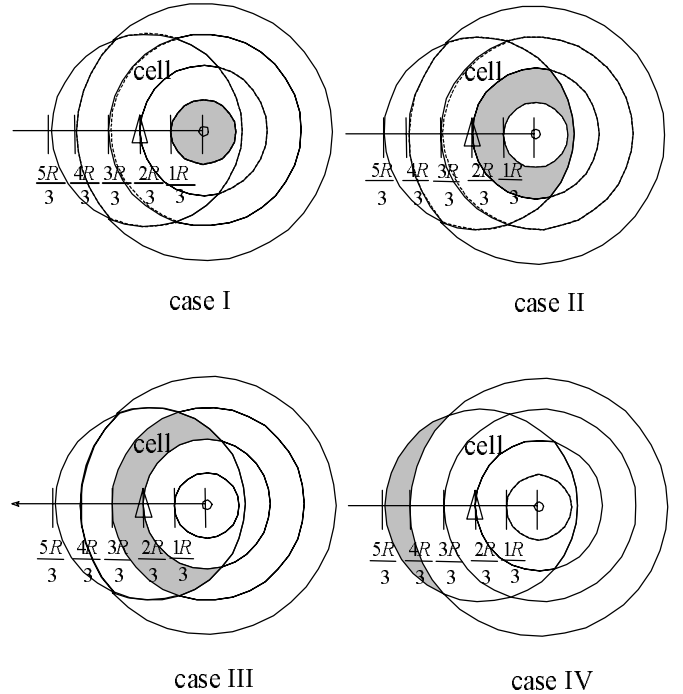 cell
5R/3 4R/3 3R/3 2R/3 1R/3
case I
cell
5R/3 4R/3 3R/3 2R/3 1R/3
case II
cell
5R/3 4R/3 3R/3 2R/3 1R/3
case III
cell
5R/3 4R/3 3R/3 2R/3 1R/3
case IV